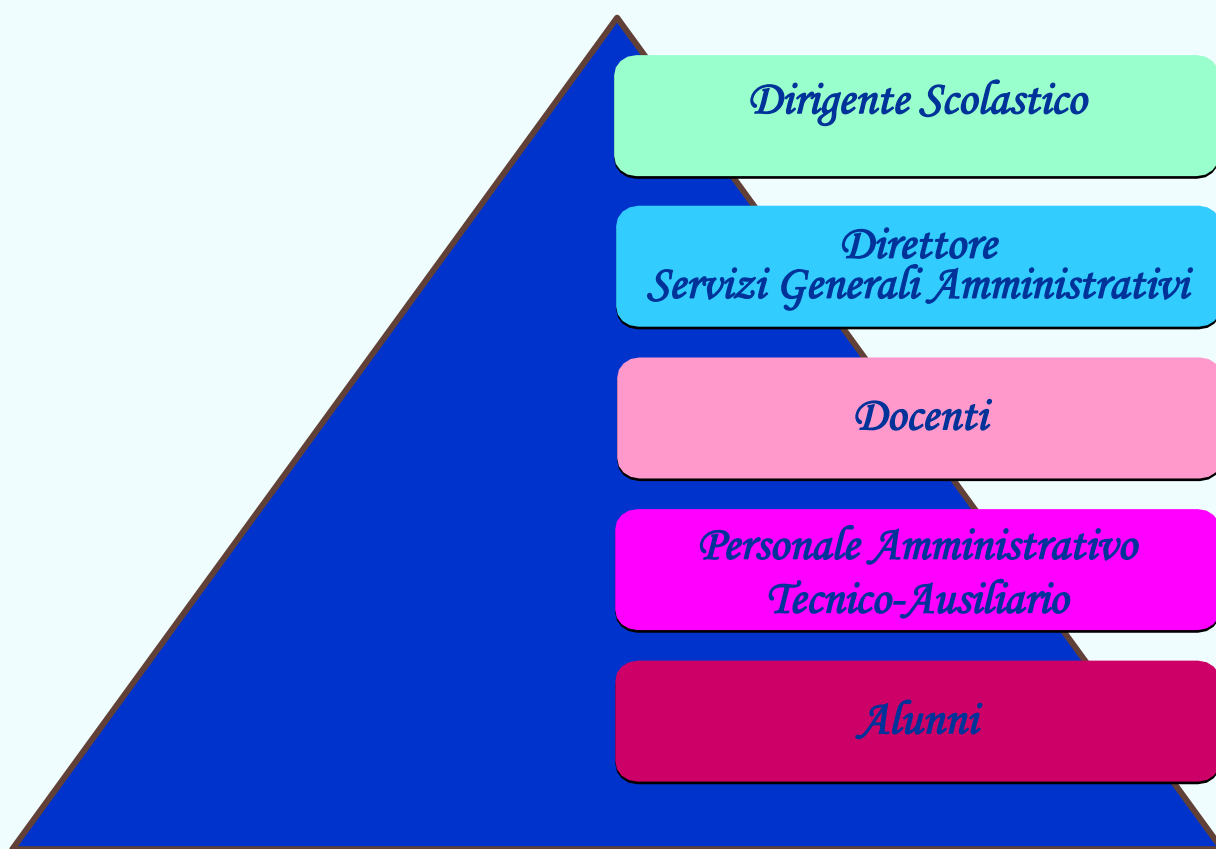 Dirigente Scolastico
Direttore
Servizi Generali Amministrativi
Docenti
Personale Amministrativo
Tecnico-Ausiliario
Alunni